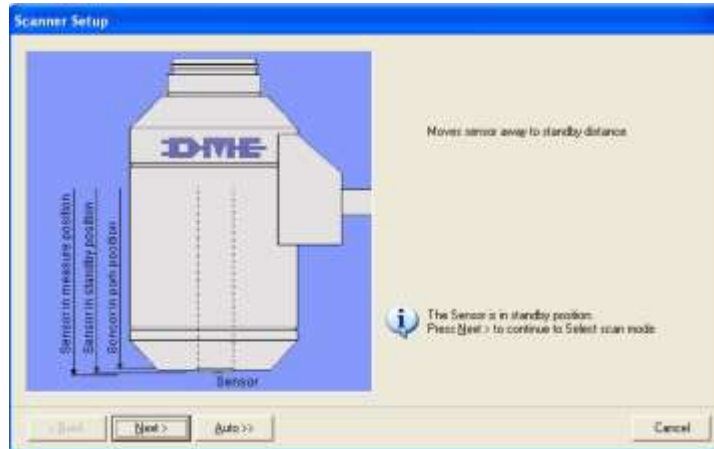 Scanner Setup
Moves sensor away to standby distance
DME
Sensor in measure position
Sensor in standby position
Sensor in park position
Sensor
The Sensor is in standby position.
Press Next > to continue to Select scan mode
< Back
Next >
Auto >>
Cancel